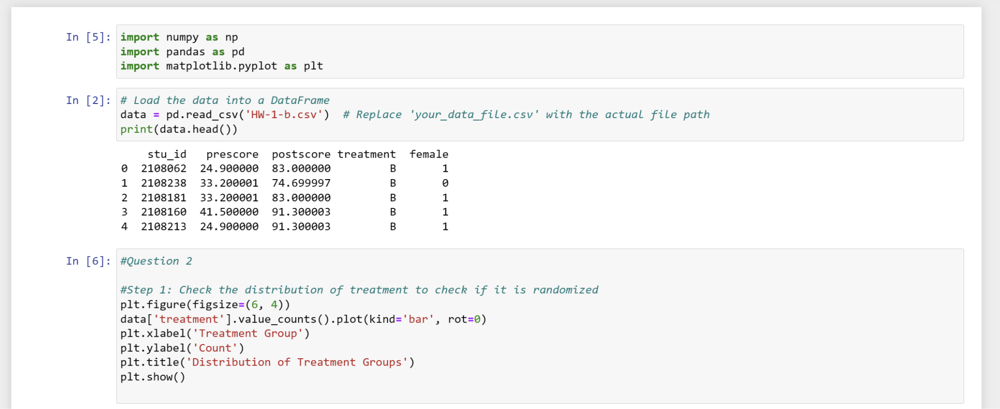 In [5]: import numpy as np
import pandas as pd
import matplotlib.pyplot as plt
In [2]: # Load the data into a DataFrame
data = pd.read_csv('HW-1-b.csv')  # Replace 'your_data_file.csv' with the actual file path
print(data.head())
    stu_id   prescore  postscore treatment  female
0  2108062  24.900000  83.000000         B       1
1  2108238  33.200001  74.699997         B       0
2  2108181  33.200001  83.000000         B       1
3  2108160  41.500000  91.300003         B       1
4  2108213  24.900000  91.300003         B       1
In [6]: #Question 2
#Step 1: Check the distribution of treatment to check if it is randomized
plt.figure(figsize=(6, 4))
data['treatment'].value_counts().plot(kind='bar', rot=0)
plt.xlabel('Treatment Group')
plt.ylabel('Count')
plt.title('Distribution of Treatment Groups')
plt.show()